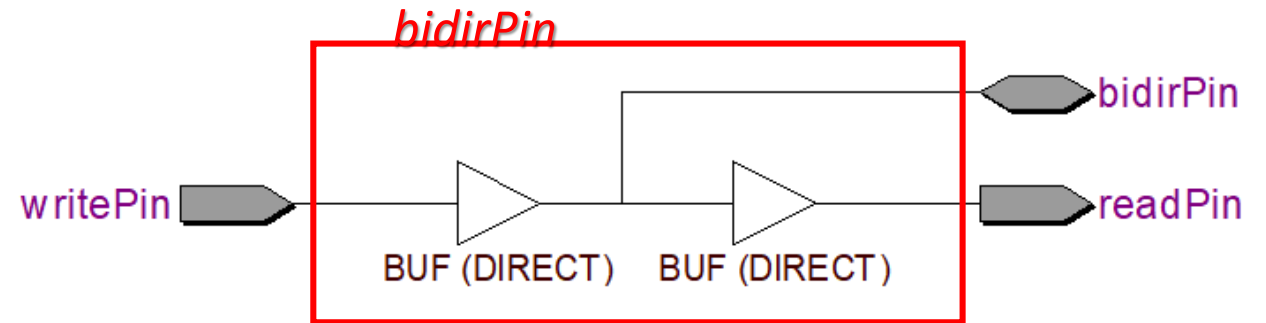 bidirPin
bidirPin
writePin
readPin
BUF (DIRECT)
BUF (DIRECT)